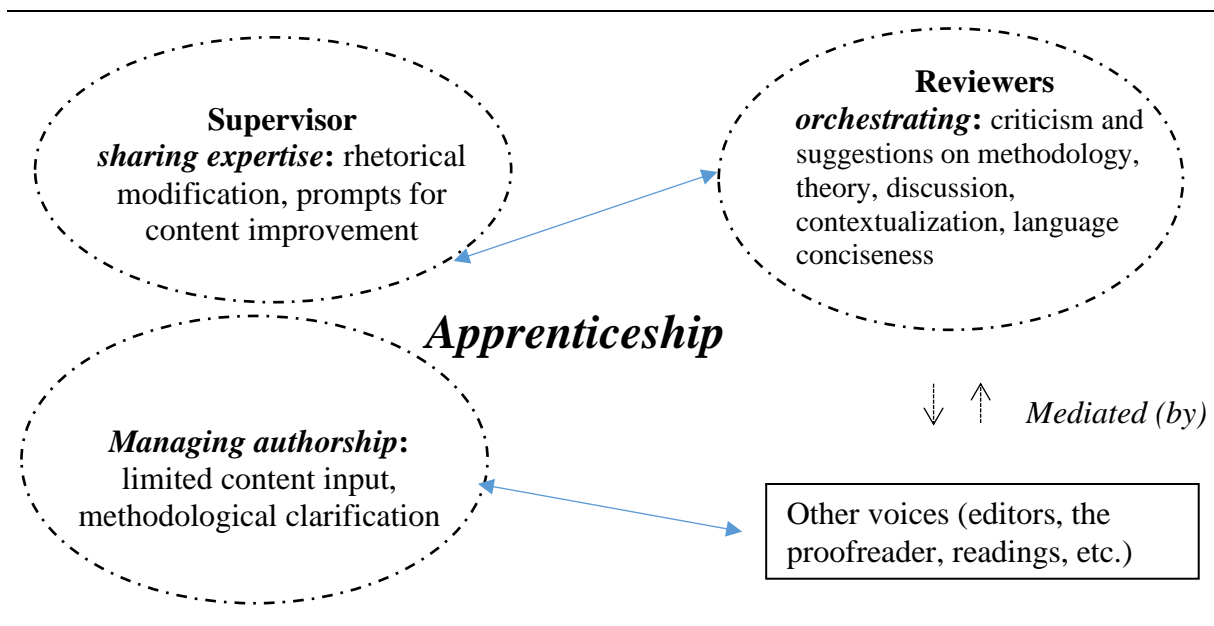 Supervisor
sharing expertise: rhetorical
modification, prompts for
content improvement
Reviewers
orchestrating: criticism and
suggestions on methodology,
theory, discussion,
contextualization, language
conciseness
Apprenticeship
Mediated (by)
Managing authorship:
limited content input,
methodological clarification
Other voices (editors, the
proofreader, readings, etc.)